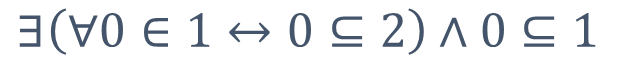 ∃(∀0 ∈ 1 ↔ 0 ⊆ 2) ∧ 0 ⊆ 1